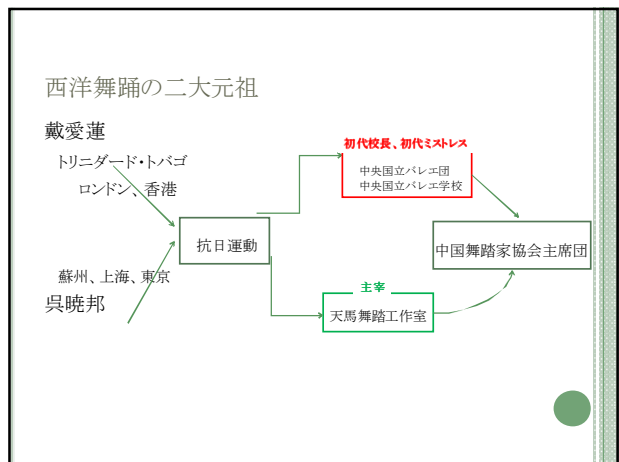 西洋舞踊の二大元祖
戴愛蓮
トリニダード・トバゴ
ロンドン、香港
抗日運動
蘇州、上海、東京
呉暁邦
初代校長、初代ミストレス
中央国立バレエ団
中央国立バレエ学校
主宰
天馬舞踏工作室
中国舞踏家協会主席団